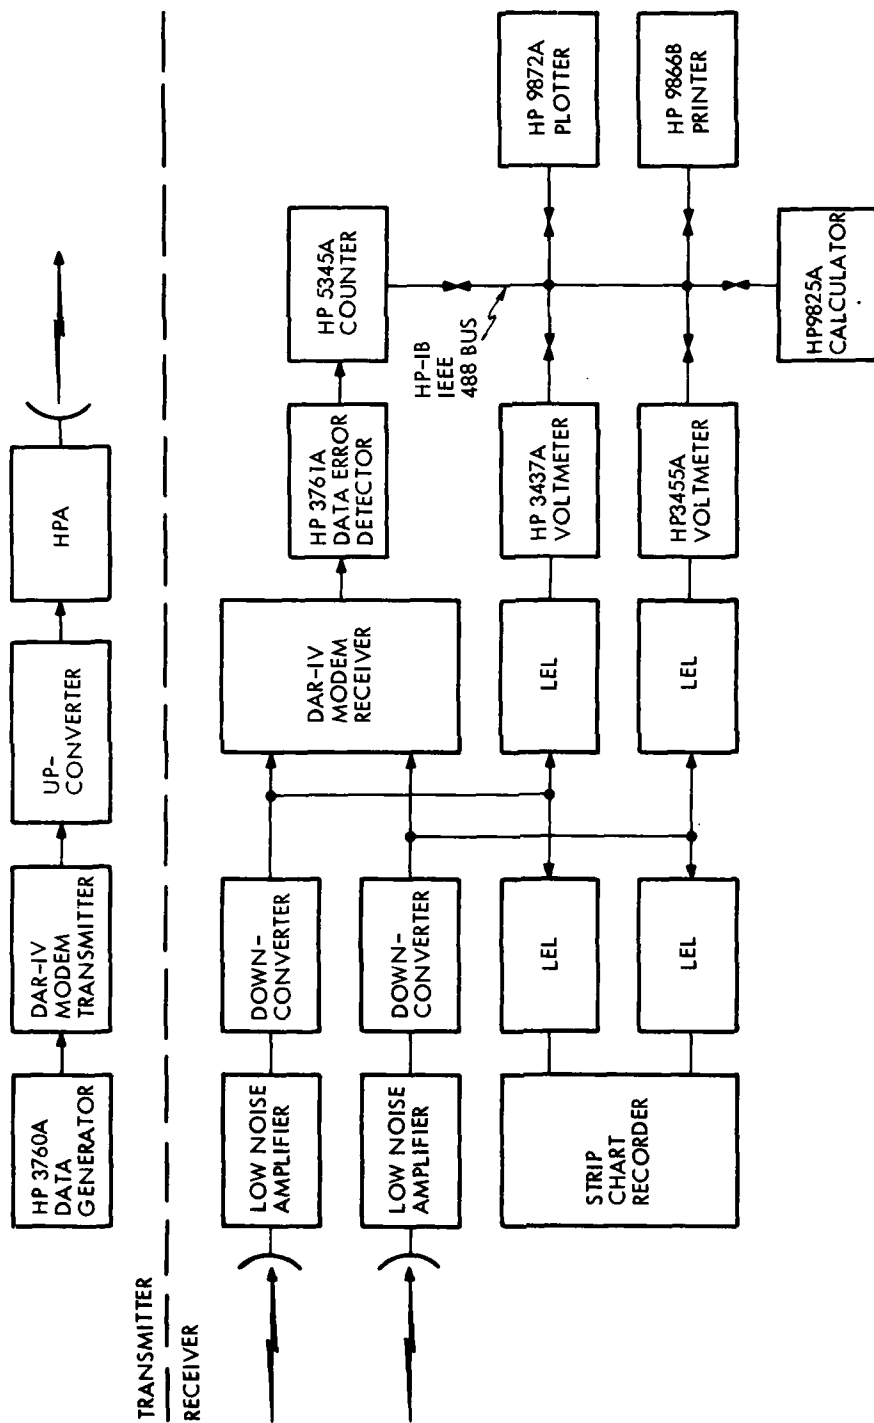 TRANSMITTER
HP 3760A
DATA
GENERATOR
DAR-IV
MODEM
TRANSMITTER
UP-
CONVERTER
HPA
RECEIVER
LOW NOISE
AMPLIFIER
DOWN-
CONVERTER
LOW NOISE
AMPLIFIER
DOWN-
CONVERTER
DAR-IV
MODEM
RECEIVER
HP 3761A
DATA ERROR
DETECTOR
HP 5345A
COUNTER
HP-IB
IEEE
488 BUS
STRIP
CHART
RECORDER
LEL
LEL
HP 3437A
VOLTMETER
HP 9872A
PLOTTER
LEL
LEL
HP3455A
VOLTMETER
HP 9866B
PRINTER
HP9825A
CALCULATOR